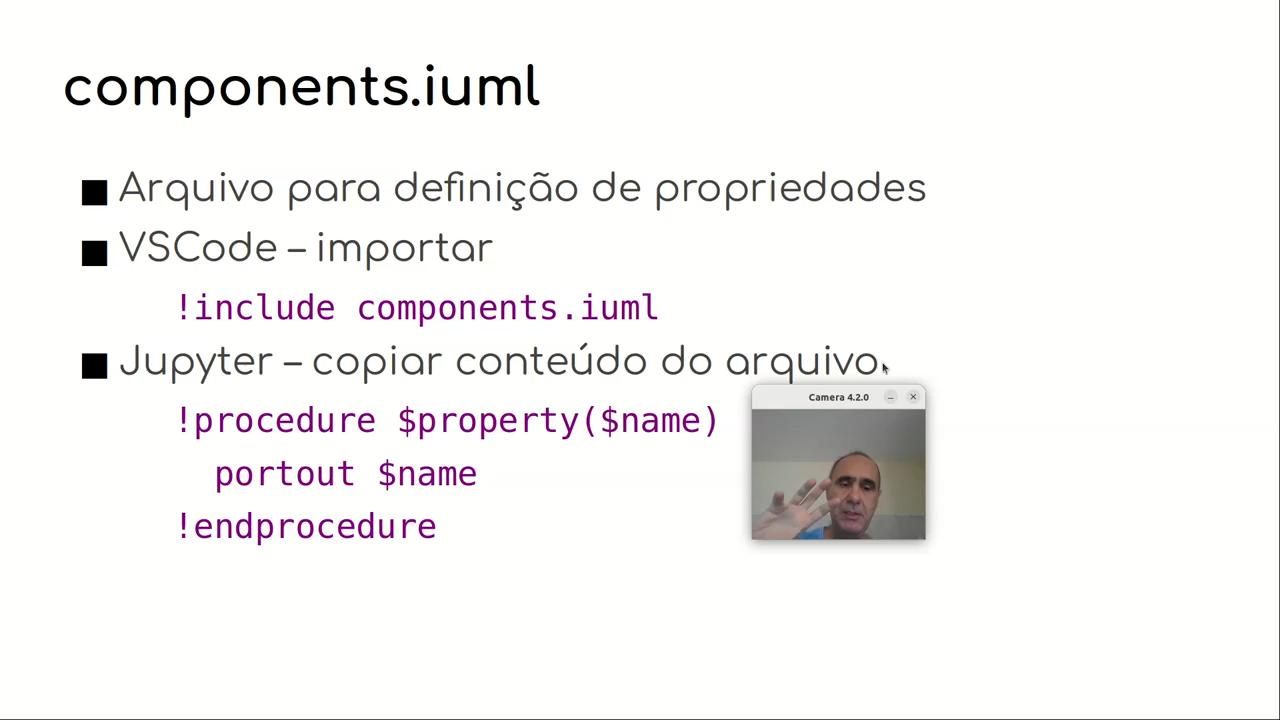 components.iuml
Arquivo para definição de propriedades
VSCode – importar
!include components.iuml
Jupyter – copiar conteúdo do arquivo
!procedure $property($name)
portout $name
!endprocedure
Camera 4.2.0